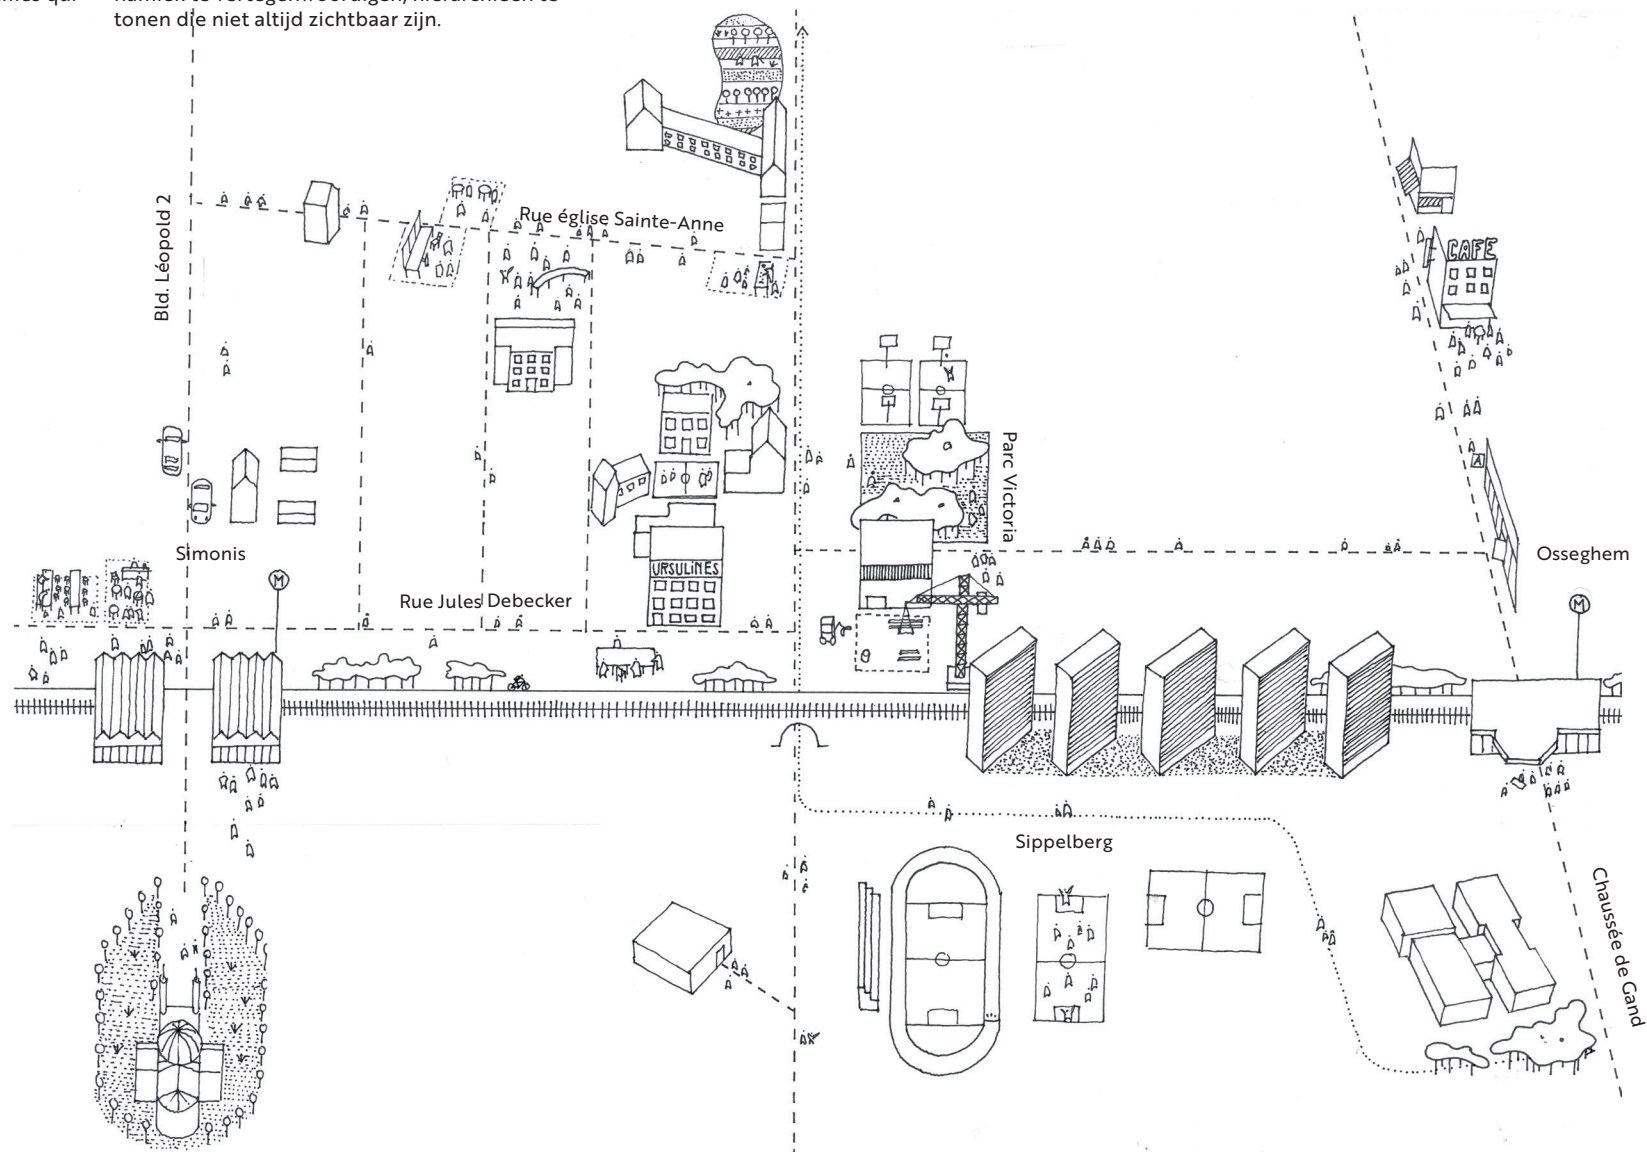 tonen die niet altijd zichtbaar zijn.
Bld. Léopold 2
Rue église Sainte-Anne
CAFE
Parc Victoria
Simonis
M
URSULINES
Rue Jules Debecker
Osseghem
M
Sippelberg
Chaussée de Gand